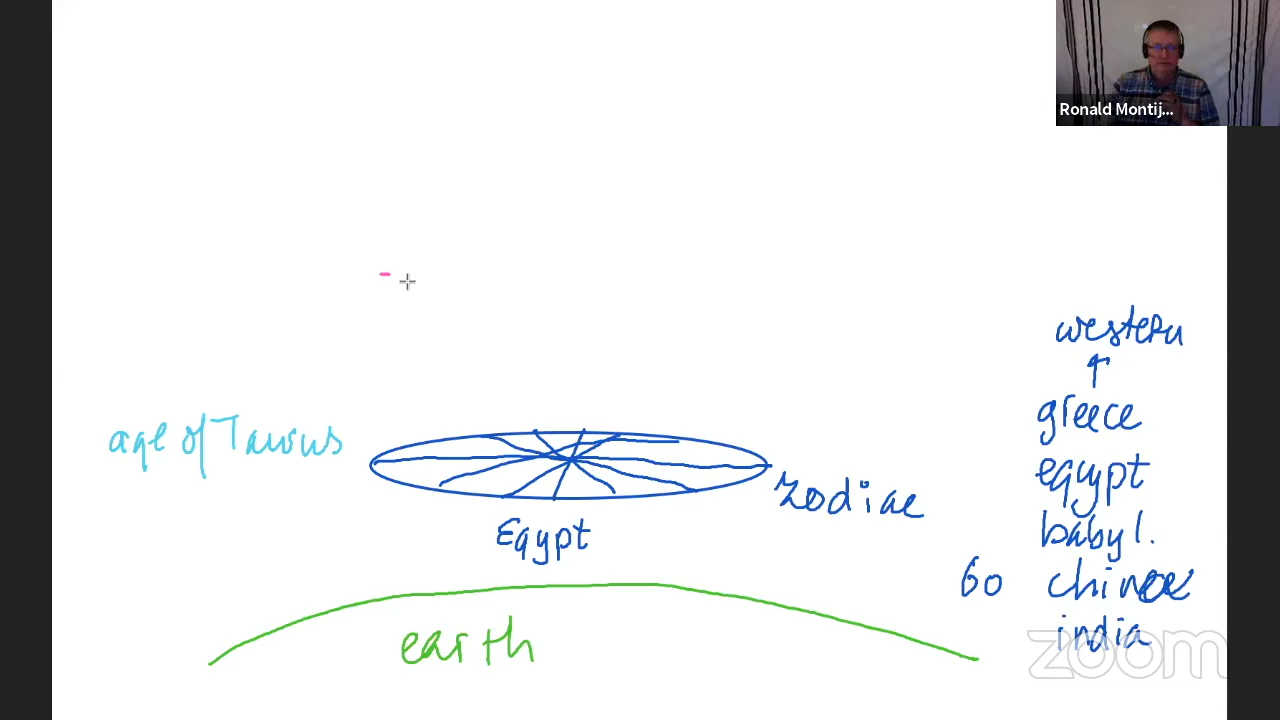 Ronald Montij...
westeRn
↑
greece
egypt
babyl.
60 chinese
india
age of Taurus
zodiac
Egypt
earth
zoom